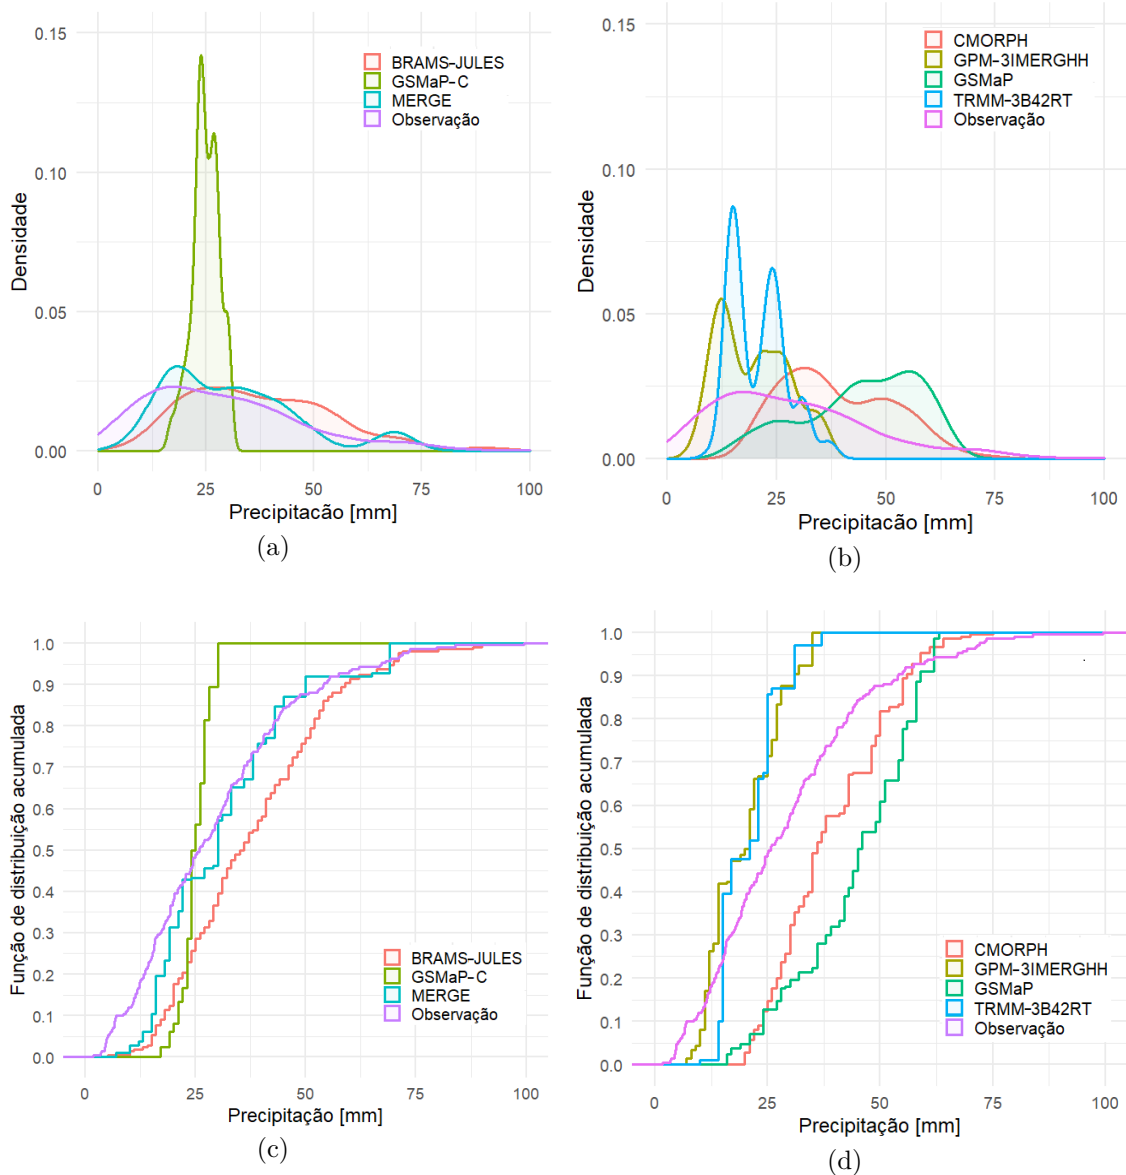 0.15
0.10
0.05
0.00
Densidade
BRAMS-JULES
GSMaP-C
MERGE
Observação
0
25
50
75
100
Precipitacão [mm]
(a)
0.15
0.10
0.05
0.00
Densidade
CMORPH
GPM-3IMERGHH
GSMaP
TRMM-3B42RT
Observação
0
25
50
75
100
Precipitacão [mm]
(b)
1.0
0.9
0.8
0.7
0.6
0.5
0.4
0.3
0.2
0.1
0.0
Função de distribuição acumulada
BRAMS-JULES
GSMaP-C
MERGE
Observação
0
25
50
75
100
Precipitação [mm]
(c)
1.0
0.9
0.8
0.7
0.6
0.5
0.4
0.3
0.2
0.1
0.0
Função de distribuição acumulada
CMORPH
GPM-3IMERGHH
GSMaP
TRMM-3B42RT
Observação
0
25
50
75
100
Precipitação [mm]
(d)